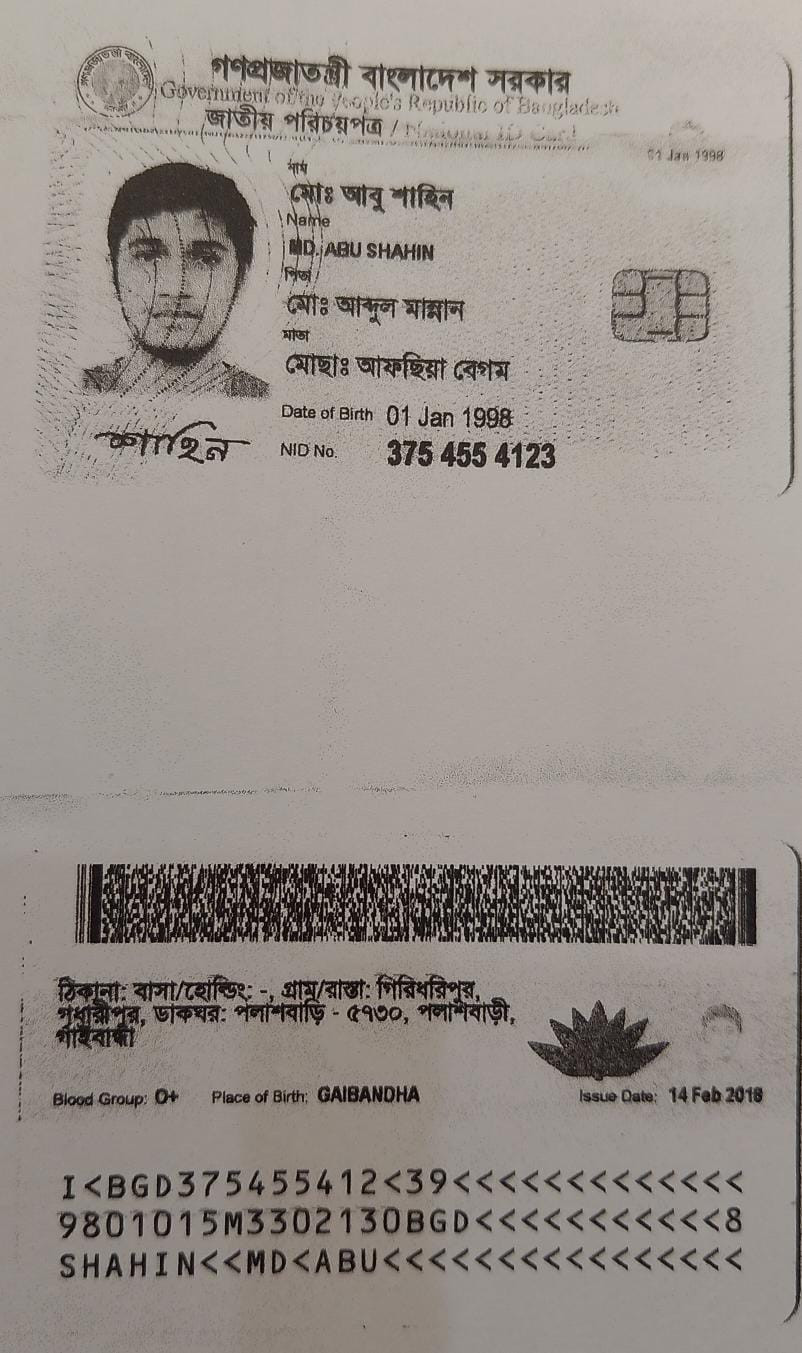 গণপ্রজাতন্ত্রী বাংলাদেশ সরকার
Government of the People's Republic of Bangladesh
জাতীয় পরিচয়পত্র / National ID Card
01 Jan 1998
নাম
মোঃ আবু শাহিন
Name
MD. ABU SHAHIN
পিতা
মোঃ আব্দুল মান্নান
মাতা
মোছাঃ আফছিয়া বেগম
Date of Birth 01 Jan 1998
শাহিন
NID No. 375 455 4123
ঠিকানা: বাসা/হোল্ডিং: -, গ্রাম/রাস্তা: গিরিধরিপুর,
ডাকঘর: পলাশবাড়ি - ৫৭৩০, পলাশবাড়ী,
গাইবান্ধা
Blood Group: O+ Place of Birth: GAIBANDHA Issue Date: 14 Feb 2018
I<BGD375455412<39<<<<<<<<<<<<<
9801015M3302130BGD<<<<<<<<<<<8
SHAHIN<<MD<ABU<<<<<<<<<<<<<<<<